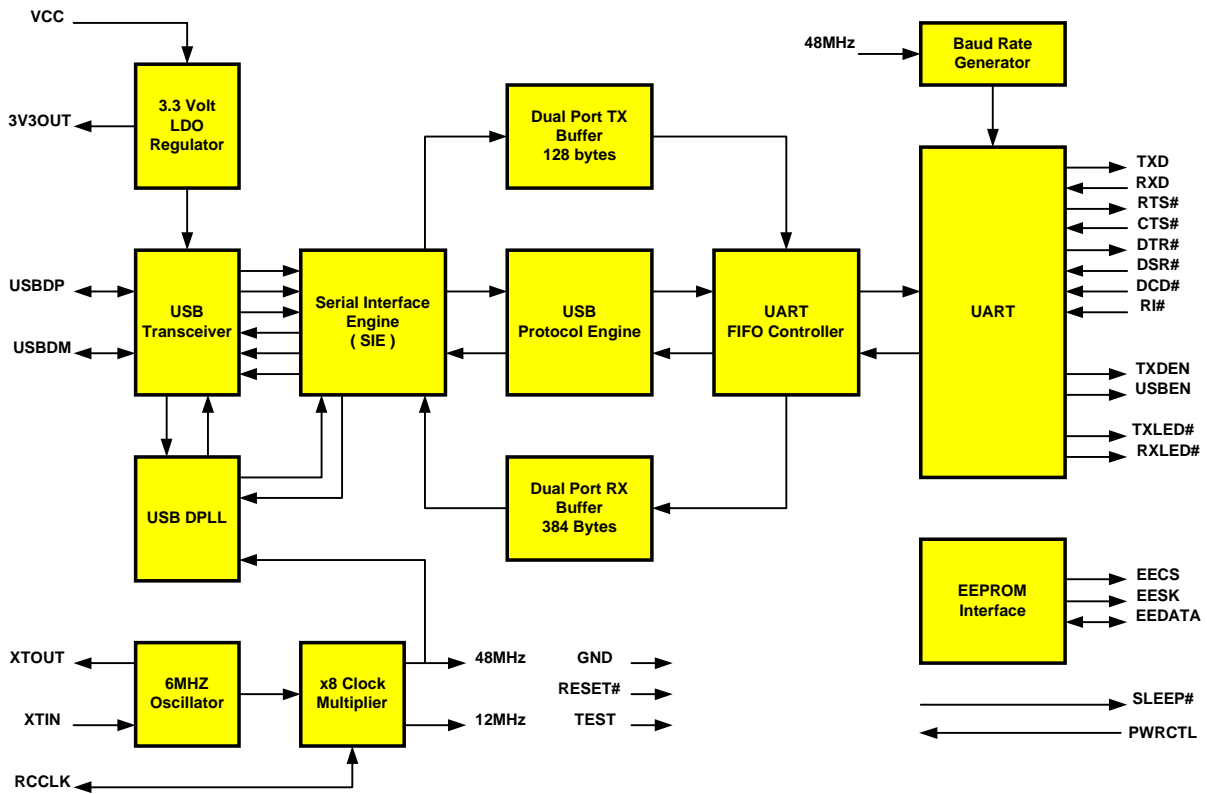 VCC
48MHz
Baud Rate
Generator
3.3 Volt
LDO
Regulator
3V3OUT
Dual Port TX
Buffer
128 bytes
TXD
RXD
RTS#
CTS#
DTR#
DSR#
DCD#
RI#
USBDP
USBDM
USB
Transceiver
Serial Interface
Engine
( SIE )
USB
Protocol Engine
UART
FIFO Controller
UART
TXDEN
USBEN
TXLED#
RXLED#
USB DPLL
Dual Port RX
Buffer
384 Bytes
EEPROM
Interface
EECS
EESK
EEDATA
XTOUT
XTIN
6MHZ
Oscillator
x8 Clock
Multiplier
48MHz
12MHz
GND
RESET#
TEST
SLEEP#
PWRCTL
RCCLK